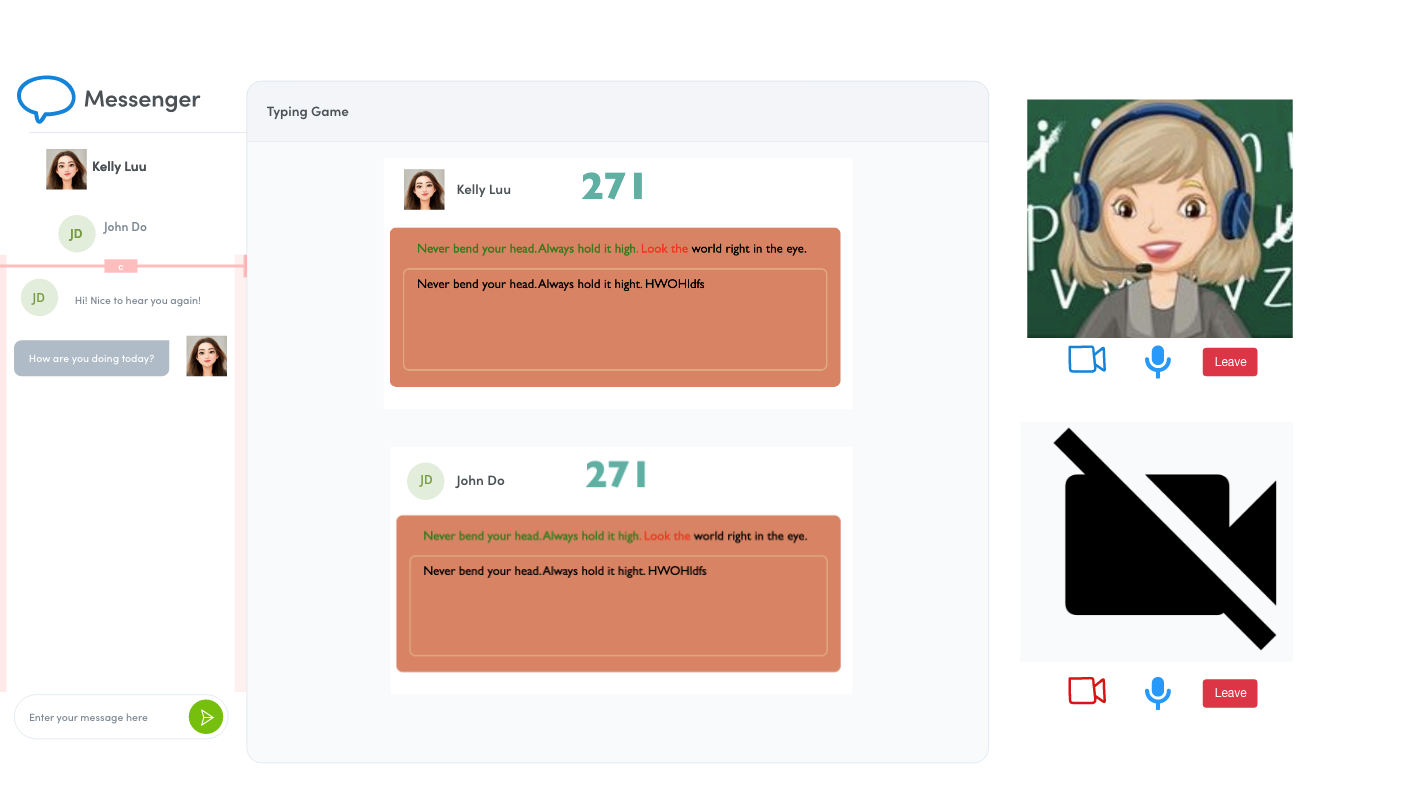 Messenger
Kelly Luu
JD
John Do
c
JD
Hi! Nice to hear you again!
How are you doing today?
Enter your message here
Typing Game
Kelly Luu
271
Never bend your head. Always hold it high. Look the world right in the eye.
Never bend your head. Always hold it hight. HWOHldfs
JD
John Do
271
Never bend your head. Always hold it high. Look the world right in the eye.
Never bend your head. Always hold it hight. HWOHldfs
Leave
Leave